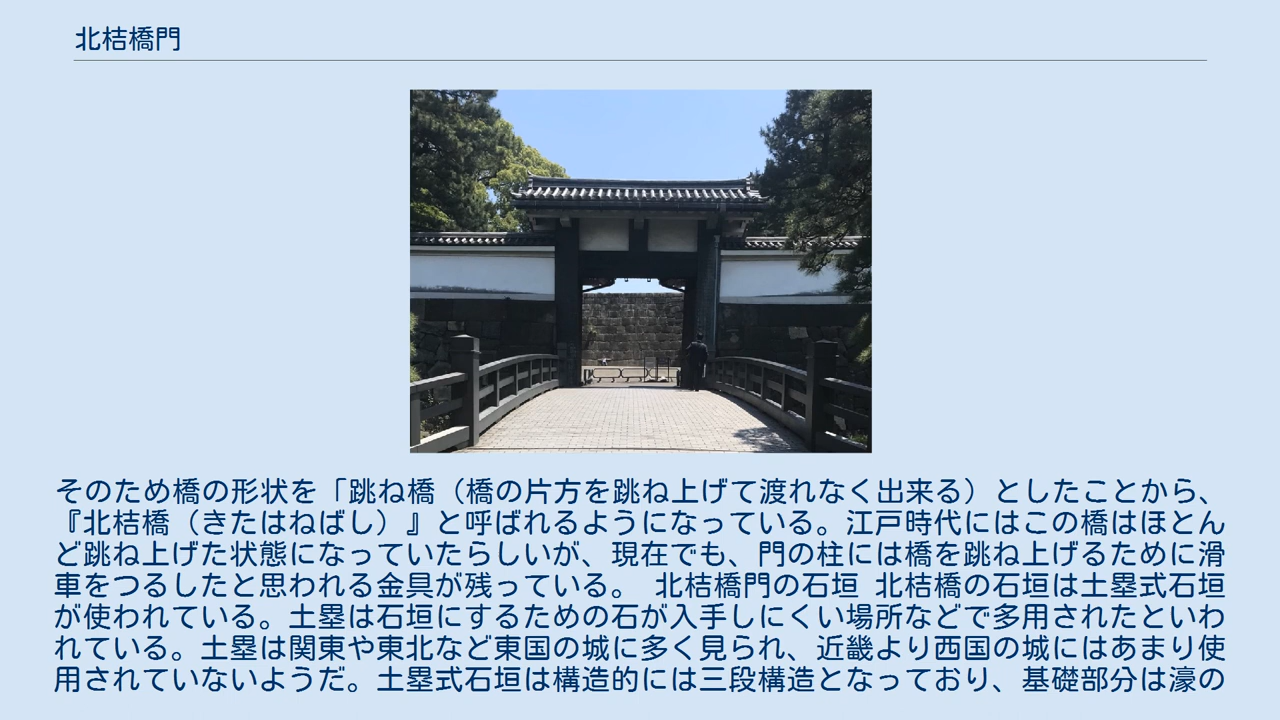 北桔橋門
そのため橋の形状を「跳ね橋（橋の片方を跳ね上げて渡れなく出来る）としたことから、
『北桔橋（きたはねばし）』と呼ばれるようになっている。江戸時代にはこの橋はほとん
ど跳ね上げた状態になっていたらしいが、現在でも、門の柱には橋を跳ね上げるために滑
車をつるしたと思われる金具が残っている。 北桔橋門の石垣 北桔橋の石垣は土塁式石垣
が使われている。土塁は石垣にするための石が入手しにくい場所などで多用されたといわ
れている。土塁は関東や東北など東国の城に多く見られ、近畿より西国の城にはあまり使
用されていないようだ。土塁式石垣は構造的には三段構造となっており、基礎部分は濠の